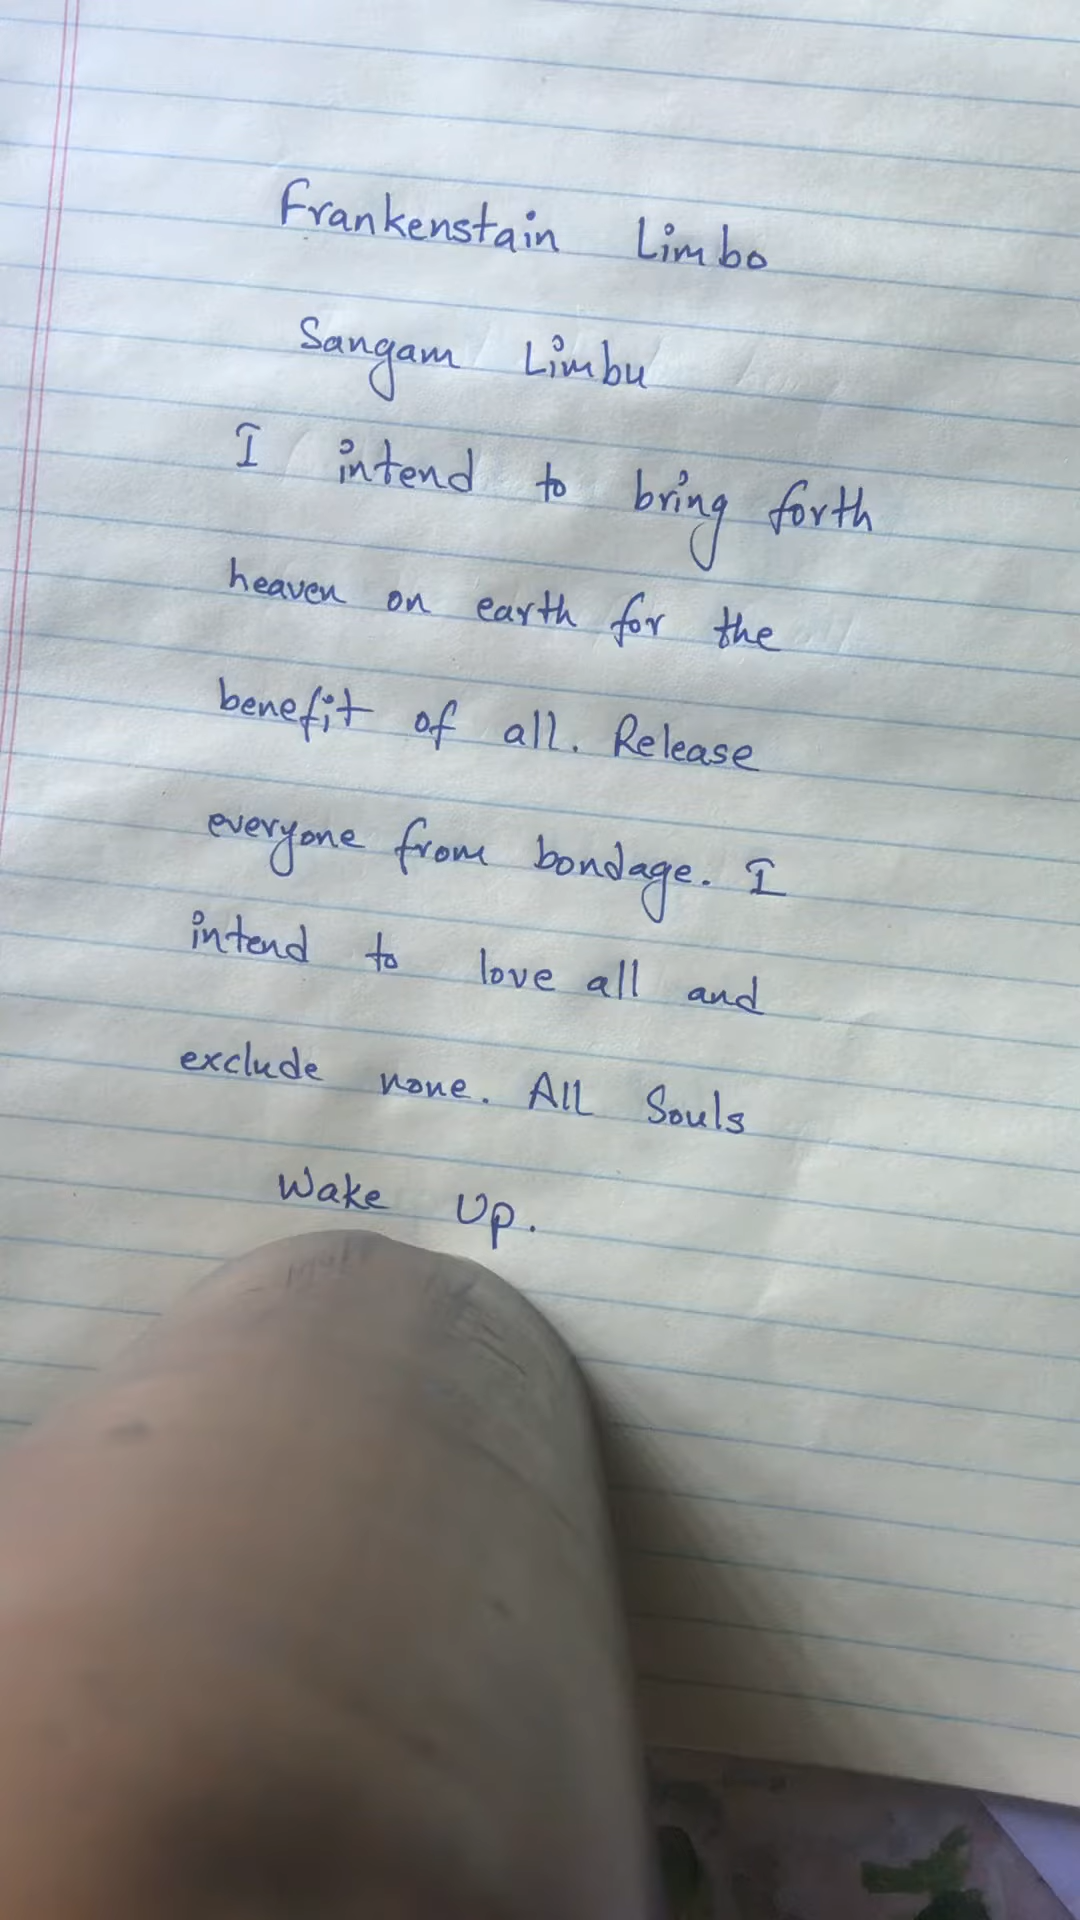 Frankenstain Limbo
Sangam Limbu
I intend to bring forth
heaven on earth for the
benefit of all. Release
everyone from bondage. I
intend to love all and
exclude none. All Souls
Wake Up.